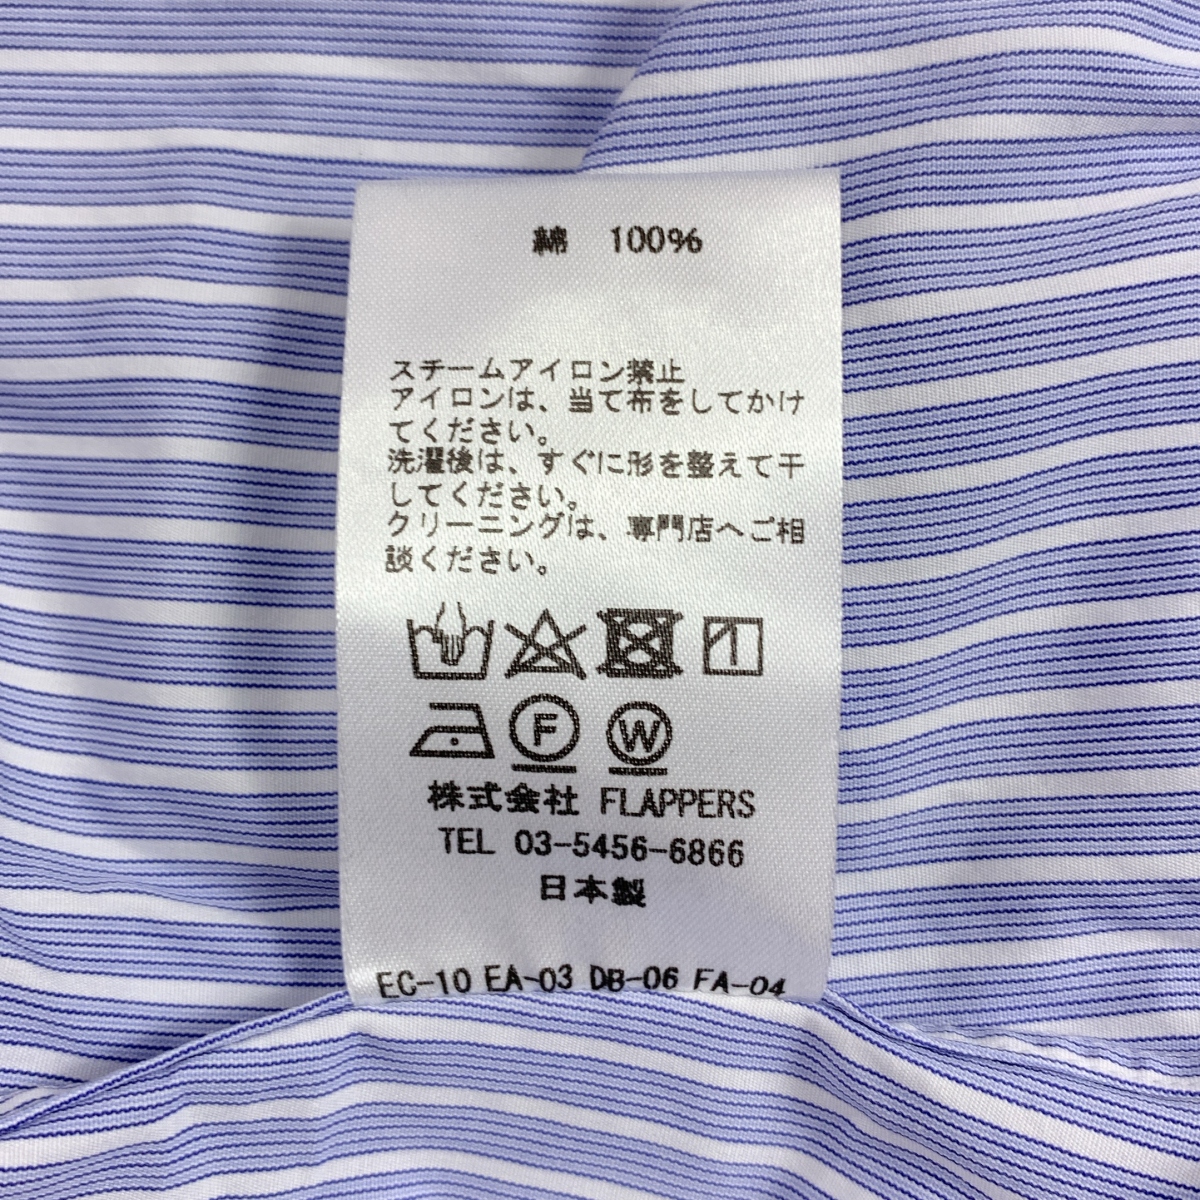 綿　100%
スチームアイロン禁止
アイロンは、当て布をしてかけ
てください。
洗濯後は、すぐに形を整えて干
してください。
クリーニングは、専門店へご相
談ください。
F W
株式会社 FLAPPERS
TEL 03-5456-6866
日本製
EC-10 EA-03 DB-06 FA-04